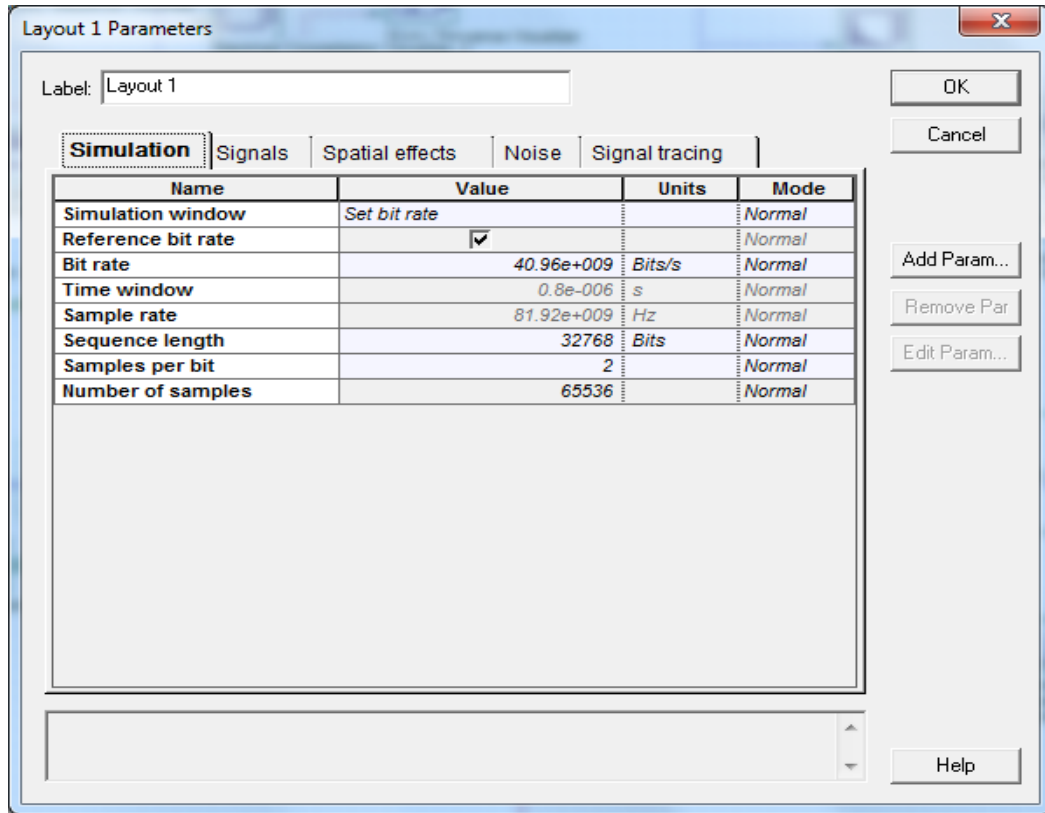 Layout 1 Parameters
Label: Layout 1
OK
Cancel
Simulation Signals Spatial effects Noise Signal tracing
Name Value Units Mode
Simulation window Set bit rate Normal
Reference bit rate Normal
Bit rate 40.96e+009 Bits/s Normal
Time window 0.8e-006 s Normal
Sample rate 81.92e+009 Hz Normal
Sequence length 32768 Bits Normal
Samples per bit 2 Normal
Number of samples 65536 Normal
Add Param...
Remove Par
Edit Param...
Help